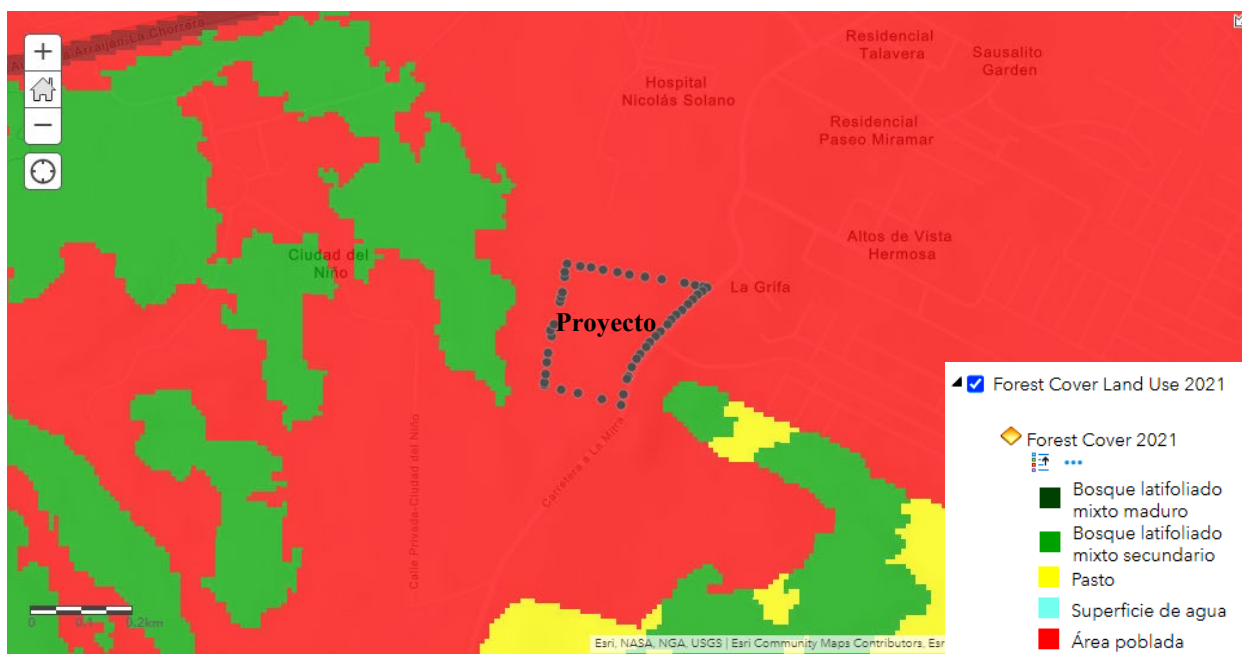 Arraiján-La Chorrera
+
−
Residencial
Talavera
Sausalito
Garden
Hospital
Nicolás Solano
Residencial
Paseo Miramar
Ciudad del
Niño
Altos de Vista
Hermosa
La Grifa
Proyecto
Carretera a La Mitra
Calle Privada-Ciudad del Niño
0 0.1 0.2km
Esri, NASA, NGA, USGS | Esri Community Maps Contributors, Esri
Forest Cover Land Use 2021
Forest Cover 2021
Bosque latifoliado
mixto maduro
Bosque latifoliado
mixto secundario
Pasto
Superficie de agua
Área poblada